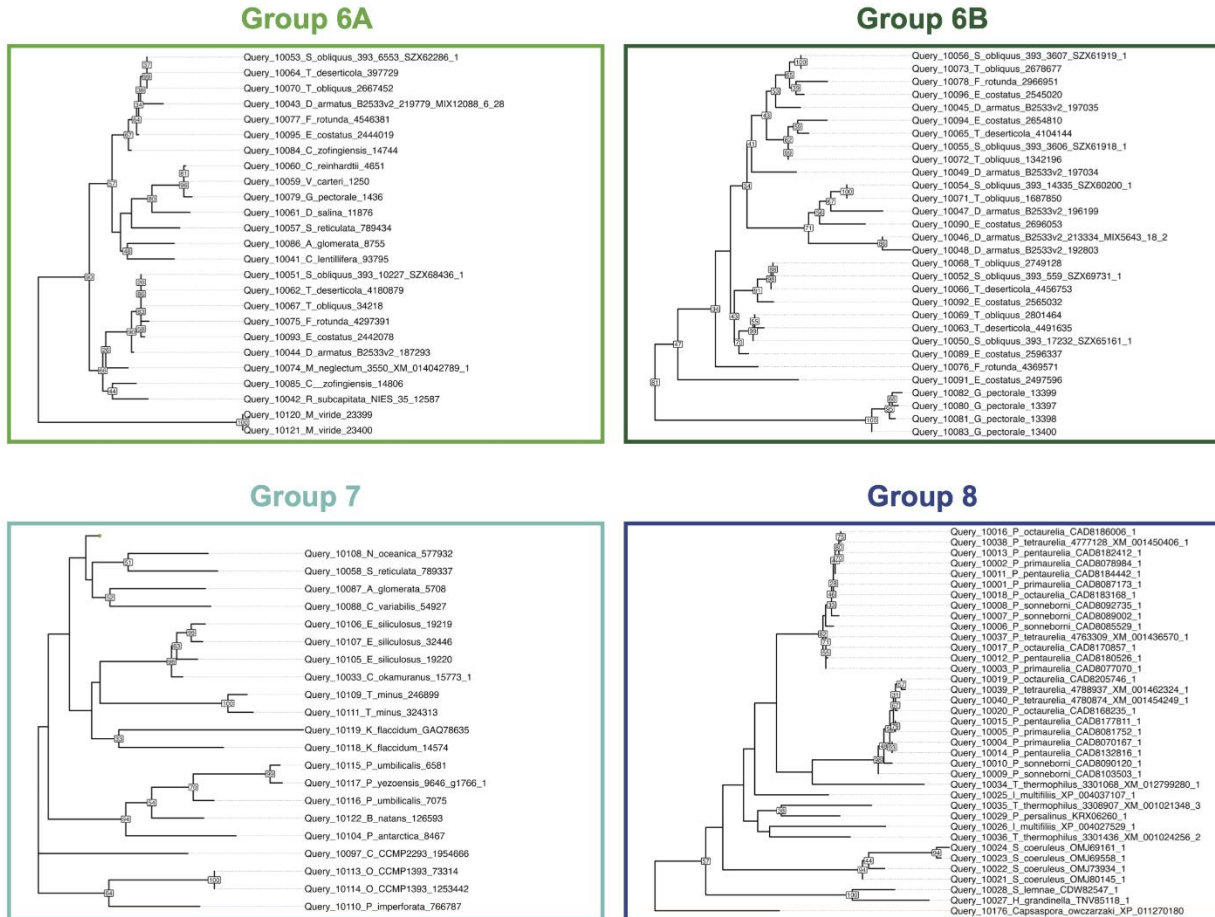 Group 6A
Query_10053_S_obliquus_393_6553_SZX62286_1
Query_10064_T_deserticola_397729
Query_10070_T_obliquus_2667452
Query_10043_D_armatus_B2533v2_219779_MIX12088_6_28
Query_10077_F_rotunda_4546381
Query_10095_E_costatus_2444019
Query_10084_C_zofingiensis_14744
Query_10060_C_reinhardtii_4651
Query_10059_V_carteri_1250
Query_10079_G_pectorale_1436
Query_10061_D_salina_11876
Query_10057_S_reticulata_789434
Query_10086_A_glomerata_8755
Query_10041_C_lentillifera_93795
Query_10051_S_obliquus_393_10227_SZX68436_1
Query_10062_T_deserticola_4180879
Query_10067_T_obliquus_34218
Query_10075_F_rotunda_4297391
Query_10093_E_costatus_2442078
Query_10044_D_armatus_B2533v2_187293
Query_10074_M_neglectum_3550_XM_014042789_1
Query_10085_C__zofingiensis_14806
Query_10042_R_subcapitata_NIES_35_12587
Query_10120_M_viride_23399
Query_10121_M_viride_23400
Group 6B
Query_10056_S_obliquus_393_3607_SZX61919_1
Query_10073_T_obliquus_2678677
Query_10078_F_rotunda_2966951
Query_10096_E_costatus_2545020
Query_10045_D_armatus_B2533v2_197035
Query_10094_E_costatus_2654810
Query_10065_T_deserticola_4104144
Query_10055_S_obliquus_393_3606_SZX61918_1
Query_10072_T_obliquus_1342196
Query_10049_D_armatus_B2533v2_197034
Query_10054_S_obliquus_393_14335_SZX60200_1
Query_10071_T_obliquus_1687850
Query_10047_D_armatus_B2533v2_196199
Query_10090_E_costatus_2696053
Query_10046_D_armatus_B2533v2_213334_MIX5643_18_2
Query_10048_D_armatus_B2533v2_192803
Query_10068_T_obliquus_2749128
Query_10052_S_obliquus_393_559_SZX69731_1
Query_10066_T_deserticola_4456753
Query_10092_E_costatus_2565032
Query_10069_T_obliquus_2801464
Query_10063_T_deserticola_4491635
Query_10050_S_obliquus_393_17232_SZX65161_1
Query_10089_E_costatus_2596337
Query_10076_F_rotunda_4369571
Query_10091_E_costatus_2497596
Query_10082_G_pectorale_13399
Query_10080_G_pectorale_13397
Query_10081_G_pectorale_13398
Query_10083_G_pectorale_13400
Group 7
Query_10108_N_oceanica_577932
Query_10058_S_reticulata_789337
Query_10087_A_glomerata_5708
Query_10088_C_variabilis_54927
Query_10106_E_siliculosus_19219
Query_10107_E_siliculosus_32446
Query_10105_E_siliculosus_19220
Query_10033_C_okamuranus_15773_1
Query_10109_T_minus_246899
Query_10111_T_minus_324313
Query_10119_K_flaccidum_GAQ78635
Query_10118_K_flaccidum_14574
Query_10115_P_umbilicalis_6581
Query_10117_P_yezoensis_9646_g1766_1
Query_10116_P_umbilicalis_7075
Query_10122_B_natans_126593
Query_10104_P_antarctica_8467
Query_10097_C_CCMP2293_1954666
Query_10113_O_CCMP1393_73314
Query_10114_O_CCMP1393_1253442
Query_10110_P_imperforata_766787
Group 8
Query_10016_P_octaurelia_CAD8186006_1
Query_10038_P_tetraurelia_4777128_XM_001450406_1
Query_10013_P_pentaurelia_CAD8182412_1
Query_10002_P_primaurelia_CAD8078984_1
Query_10011_P_pentaurelia_CAD8184442_1
Query_10001_P_primaurelia_CAD8087173_1
Query_10018_P_octaurelia_CAD8183168_1
Query_10008_P_sonneborni_CAD8092735_1
Query_10007_P_sonneborni_CAD8089002_1
Query_10006_P_sonneborni_CAD8085529_1
Query_10037_P_tetraurelia_4763309_XM_001436570_1
Query_10017_P_octaurelia_CAD8170857_1
Query_10012_P_pentaurelia_CAD8180526_1
Query_10003_P_primaurelia_CAD8077070_1
Query_10019_P_octaurelia_CAD8205746_1
Query_10039_P_tetraurelia_4788937_XM_001462324_1
Query_10040_P_tetraurelia_4780874_XM_001454249_1
Query_10020_P_octaurelia_CAD8168235_1
Query_10015_P_pentaurelia_CAD8177811_1
Query_10005_P_primaurelia_CAD8081752_1
Query_10004_P_primaurelia_CAD8070167_1
Query_10014_P_pentaurelia_CAD8132816_1
Query_10010_P_sonneborni_CAD8090120_1
Query_10009_P_sonneborni_CAD8103503_1
Query_10034_T_thermophilus_3301068_XM_012799280_1
Query_10025_I_multifiliis_XP_004037107_1
Query_10035_T_thermophilus_3308907_XM_001021348_3
Query_10029_P_persalinus_KRX06260_1
Query_10026_I_multifiliis_XP_004027529_1
Query_10036_T_thermophilus_3301436_XM_001024256_2
Query_10024_S_coeruleus_OMJ69161_1
Query_10023_S_coeruleus_OMJ69558_1
Query_10022_S_coeruleus_OMJ73934_1
Query_10021_S_coeruleus_OMJ80145_1
Query_10028_S_lemnae_CDW82547_1
Query_10027_H_grandinella_TNV85118_1
Query_10176_Capsaspora_owczarzaki_XP_011270180